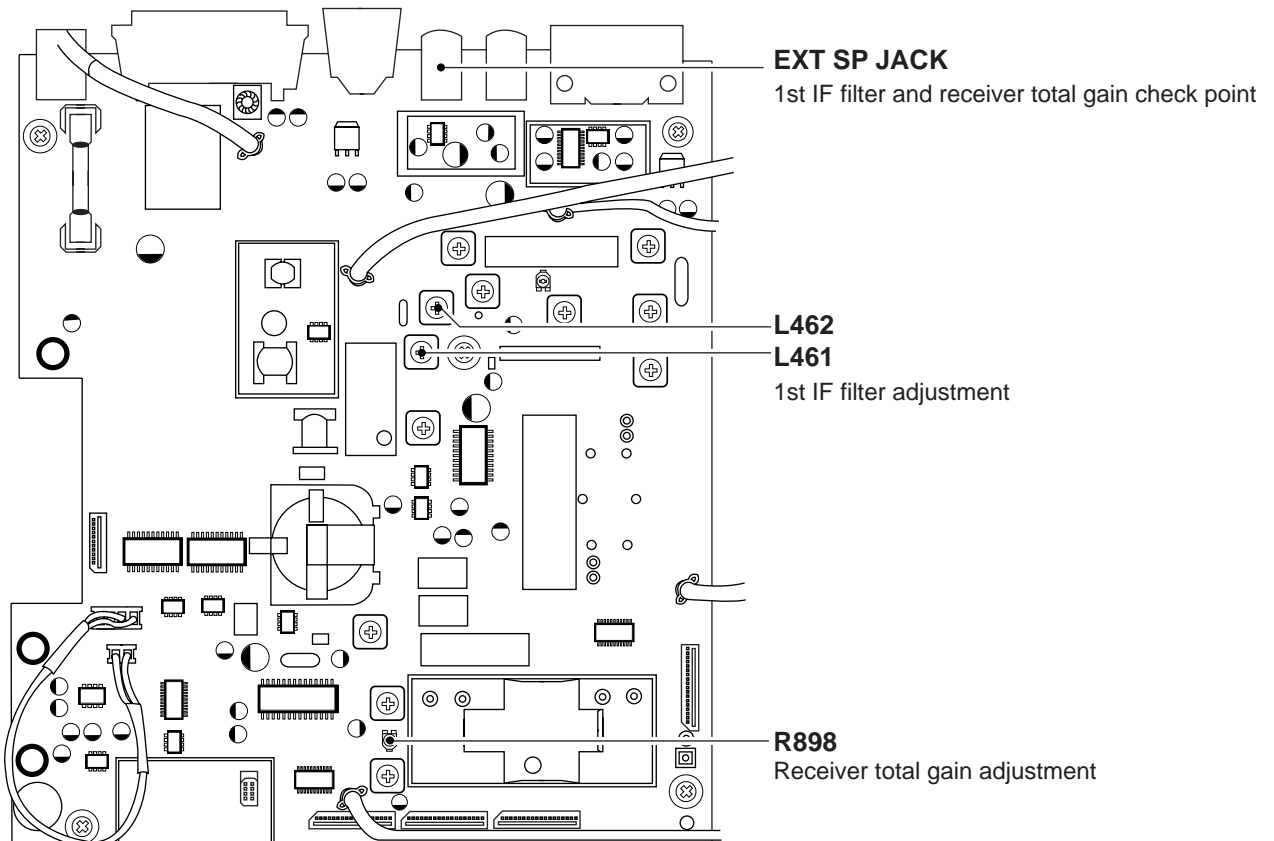 EXT SP JACK
1st IF filter and receiver total gain check point
L462
L461
1st IF filter adjustment
R898
Receiver total gain adjustment